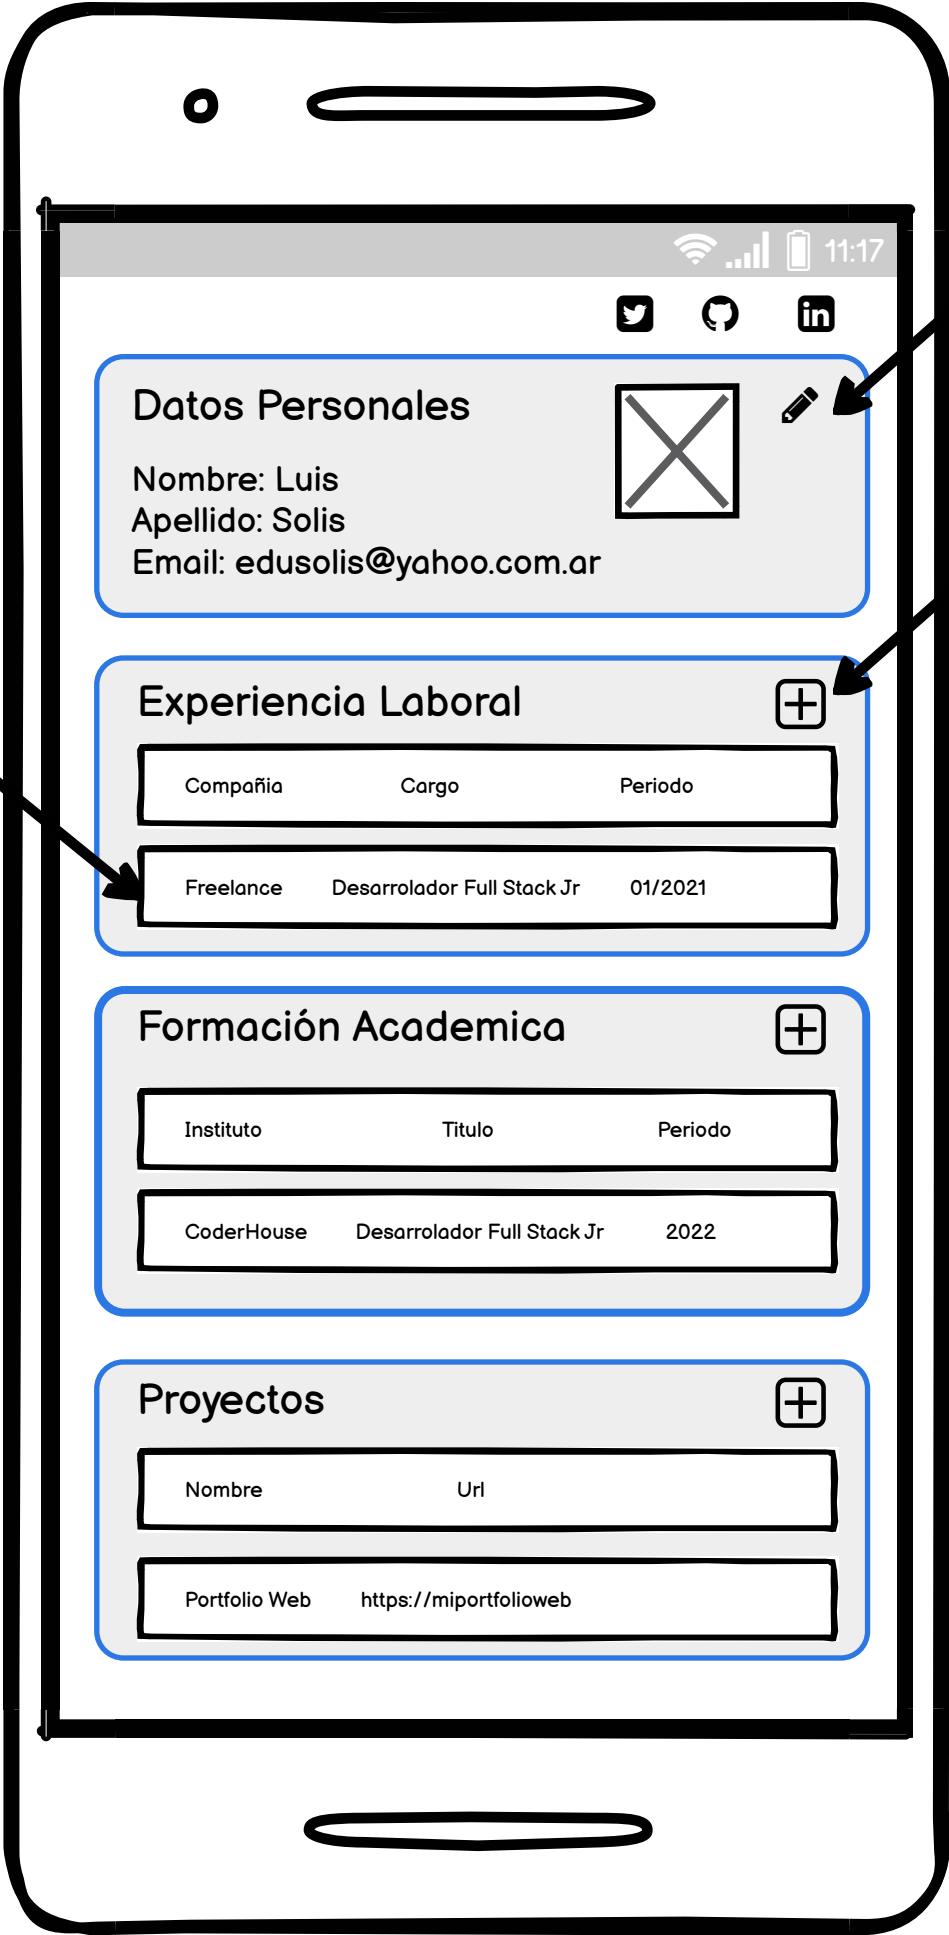 11:17
Datos Personales
Nombre: Luis
Apellido: Solis
Email: edusolis@yahoo.com.ar
Experiencia Laboral
Compañia Cargo Periodo
Freelance Desarrolador Full Stack Jr 01/2021
Formación Academica
Instituto Titulo Periodo
CoderHouse Desarrolador Full Stack Jr 2022
Proyectos
Nombre Url
Portfolio Web https://miportfolioweb